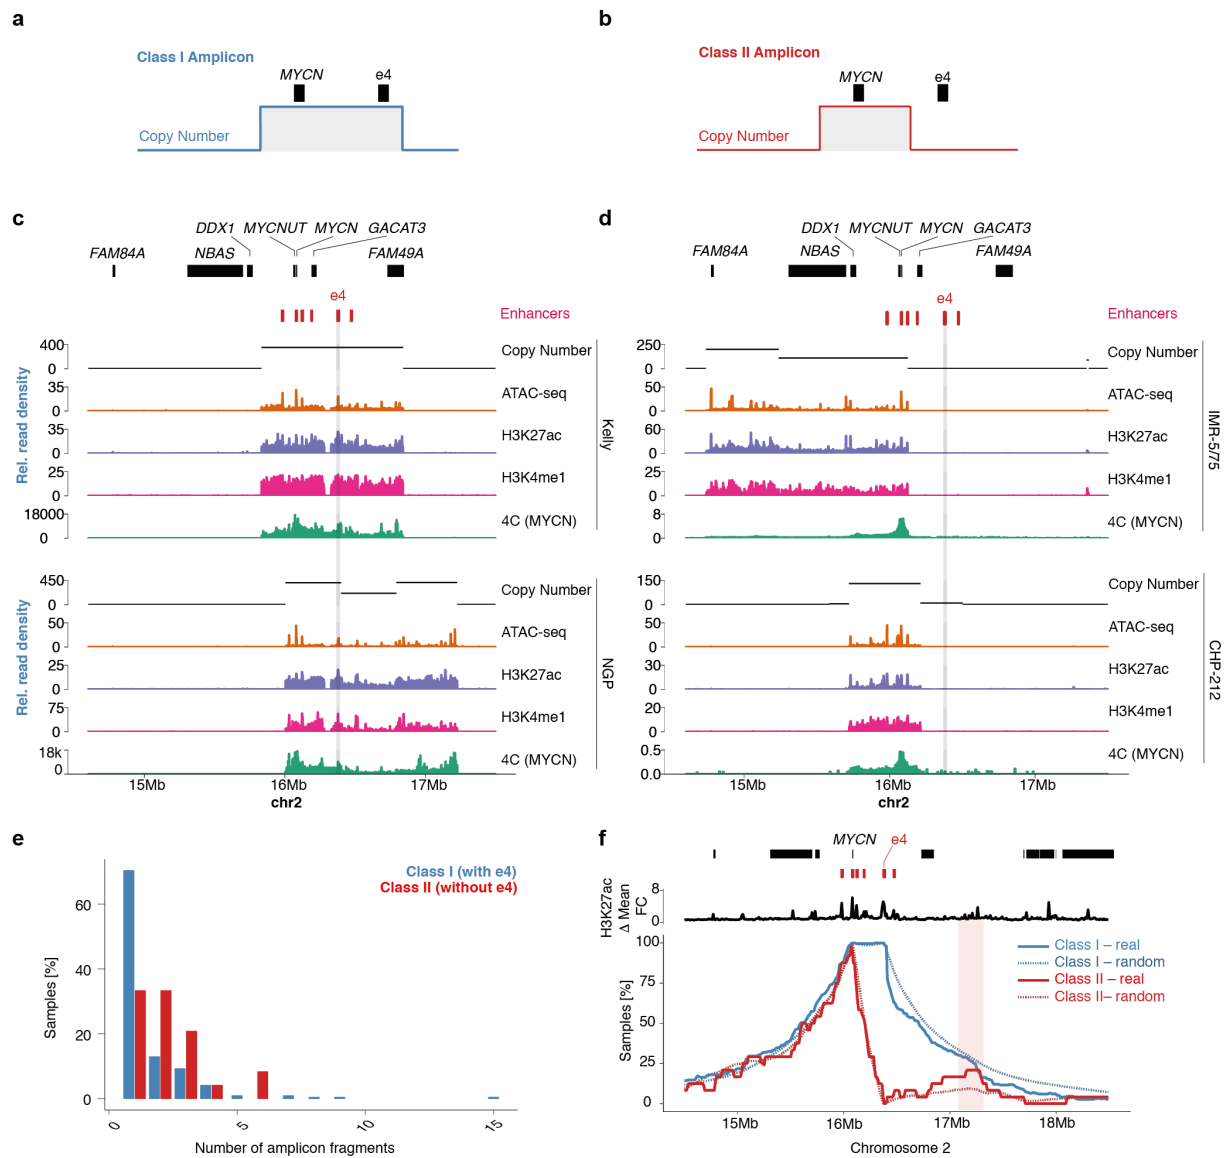 a
Class I Amplicon
MYCN
e4
Copy Number
b
Class II Amplicon
MYCN
e4
Copy Number
c
DDX1 MYCNUT MYCN GACAT3
FAM84A NBAS FAM49A
e4
Enhancers
400
0
Copy Number
35
0
ATAC-seq
35
0
H3K27ac
25
0
H3K4me1
18000
0
4C (MYCN)
Rel. read density
Kelly
450
0
Copy Number
50
0
ATAC-seq
25
0
H3K27ac
75
0
H3K4me1
18k
0
4C (MYCN)
Rel. read density
NGP
15Mb 16Mb 17Mb
chr2
d
DDX1 MYCNUT MYCN GACAT3
FAM84A NBAS FAM49A
e4
Enhancers
250
0
Copy Number
50
0
ATAC-seq
60
0
H3K27ac
25
0
H3K4me1
8
0
4C (MYCN)
IMR-5/75
150
0
Copy Number
50
0
ATAC-seq
30
0
H3K27ac
20
0
H3K4me1
0.5
0.0
4C (MYCN)
CHP-212
15Mb 16Mb 17Mb
chr2
e
Class I (with e4)
Class II (without e4)
Samples [%]
60
40
20
0
0 5 10 15
Number of amplicon fragments
f
MYCN
e4
H3K27ac
Δ Mean
FC
8
0
Samples [%]
100
75
50
25
0
Class I – real
Class I – random
Class II – real
Class II– random
15Mb 16Mb 17Mb 18Mb
Chromosome 2